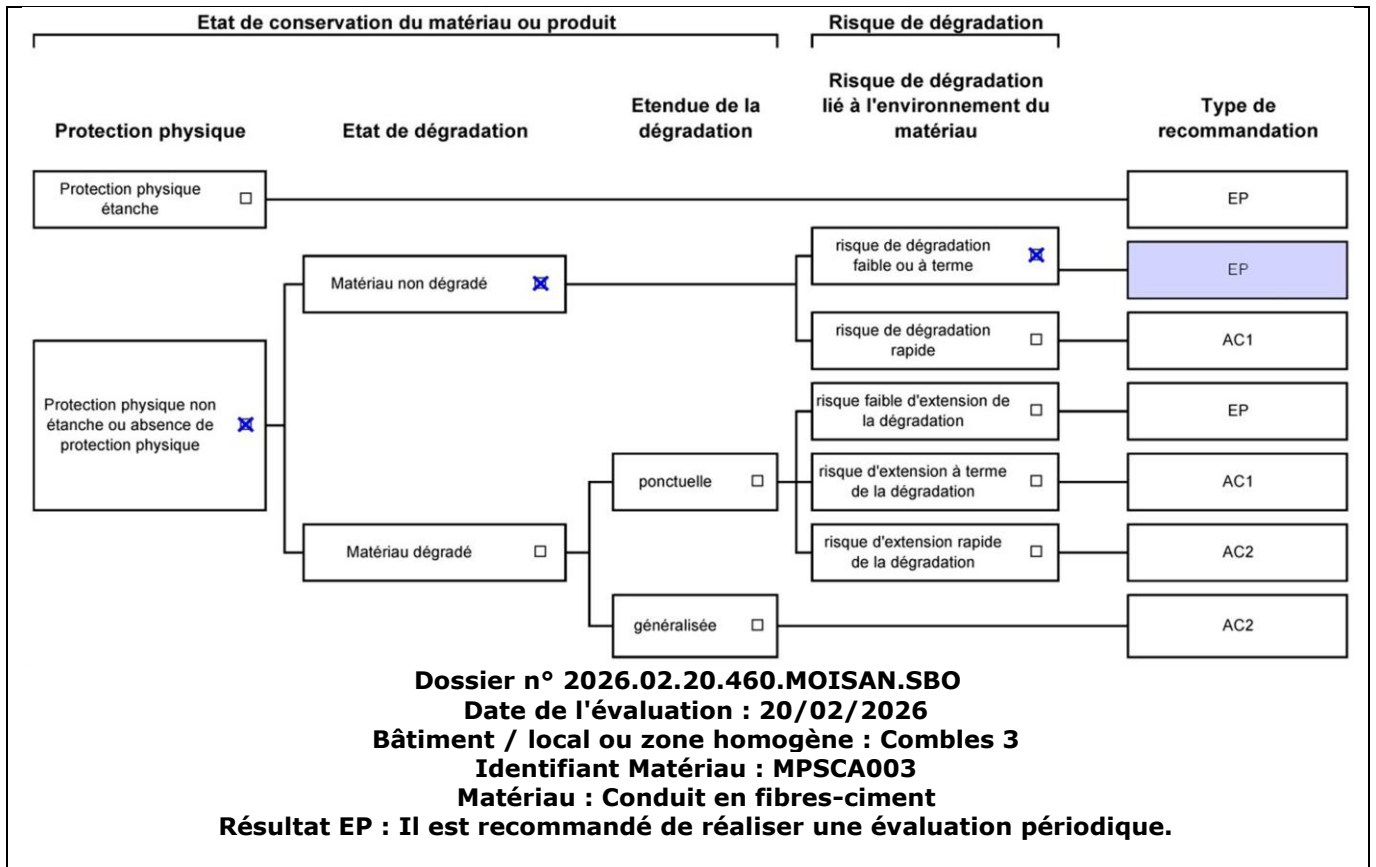 Etat de conservation du matériau ou produit
Risque de dégradation
Protection physique
Etat de dégradation
Etendue de la
dégradation
Risque de dégradation
lié à l'environnement du
matériau
Type de
recommandation
Protection physique
étanche
EP
risque de dégradation
faible ou à terme
EP
Matériau non dégradé
risque de dégradation
rapide
AC1
Protection physique non
étanche ou absence de
protection physique
risque faible d'extension de
la dégradation
EP
ponctuelle
risque d'extension à terme
de la dégradation
AC1
Matériau dégradé
risque d'extension rapide
de la dégradation
AC2
généralisée
AC2
Dossier n° 2026.02.20.460.MOISAN.SBO
Date de l'évaluation : 20/02/2026
Bâtiment / local ou zone homogène : Combles 3
Identifiant Matériau : MPSCA003
Matériau : Conduit en fibres-ciment
Résultat EP : Il est recommandé de réaliser une évaluation périodique.